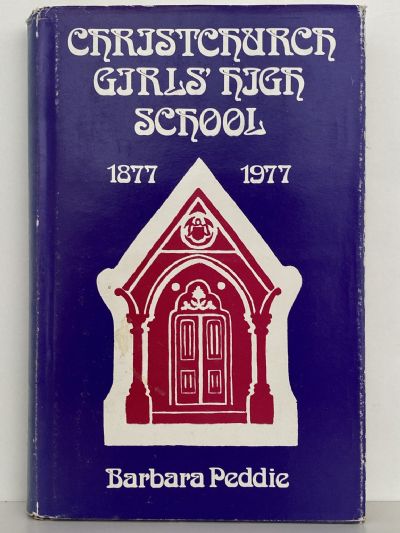 CHRISTCHURCH
GIRLS' HIGH
SCHOOL
1877 1977
Barbara Peddie